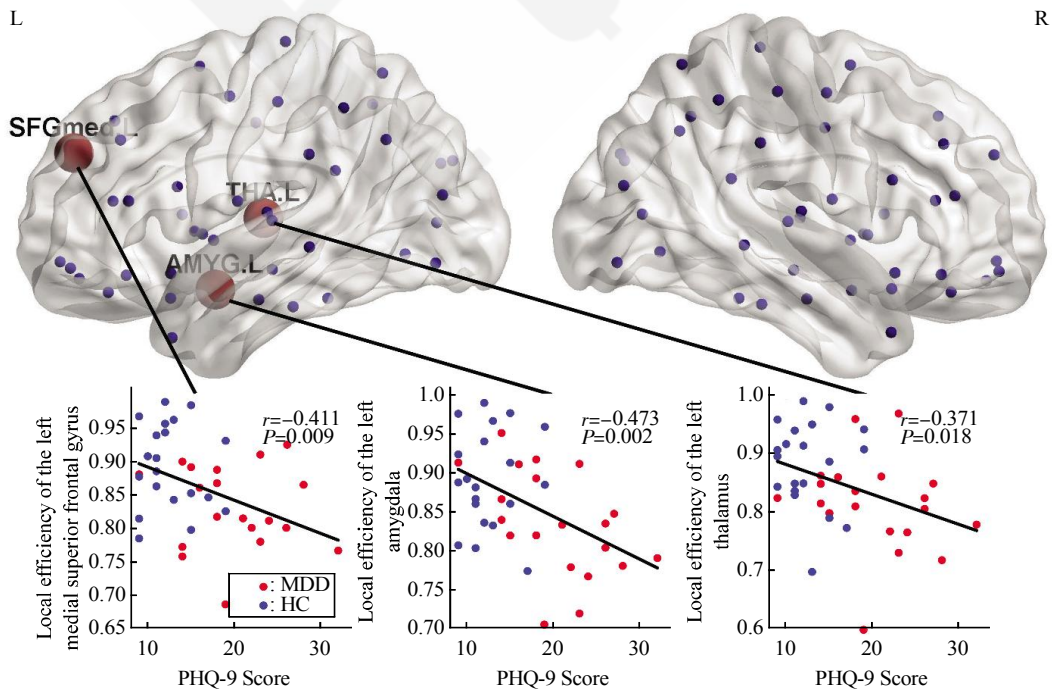 L
R
SFGmed.L
THA.L
AMYG.L
Local efficiency of the left
medial superior frontal gyrus
0.95
0.90
0.85
0.80
0.75
0.70
0.65
r=−0.411
P=0.009
: MDD
: HC
10
20
30
PHQ-9 Score
Local efficiency of the left
amygdala
1.0
0.95
0.90
0.85
0.80
0.75
0.70
r=−0.473
P=0.002
10
20
30
PHQ-9 Score
Local efficiency of the left
thalamus
1.0
0.9
0.8
0.7
0.6
r=−0.371
P=0.018
10
20
30
PHQ-9 Score